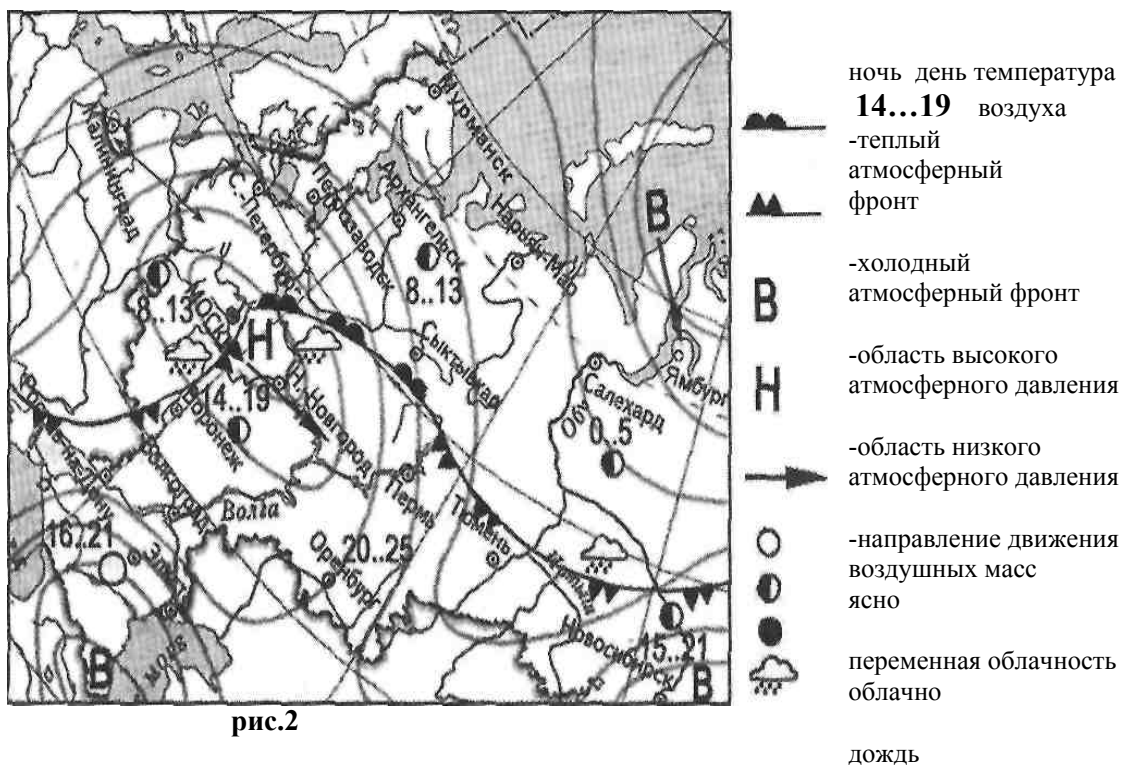 Мурманск
Калининград
С.-Петербург
Петрозаводск
Архангельск
Нарьян-Мар
В
8..13
8..13
Н
Сыктывкар
Салехард
Ямбург
Обь
0..5
14..19
Воронеж
Н.Новгород
Пермь
Тюмень
Волга
Волгоград
16..21
Элиста
Оренбург
20..25
Иртыш
Новосибирск
15..21
море
В
В
рис.2
ночь день температура
14...19 воздуха
-теплый
атмосферный
фронт
-холодный
атмосферный фронт
В
-область высокого
атмосферного давления
Н
-область низкого
атмосферного давления
-направление движения
воздушных масс
ясно
переменная облачность
облачно
дождь